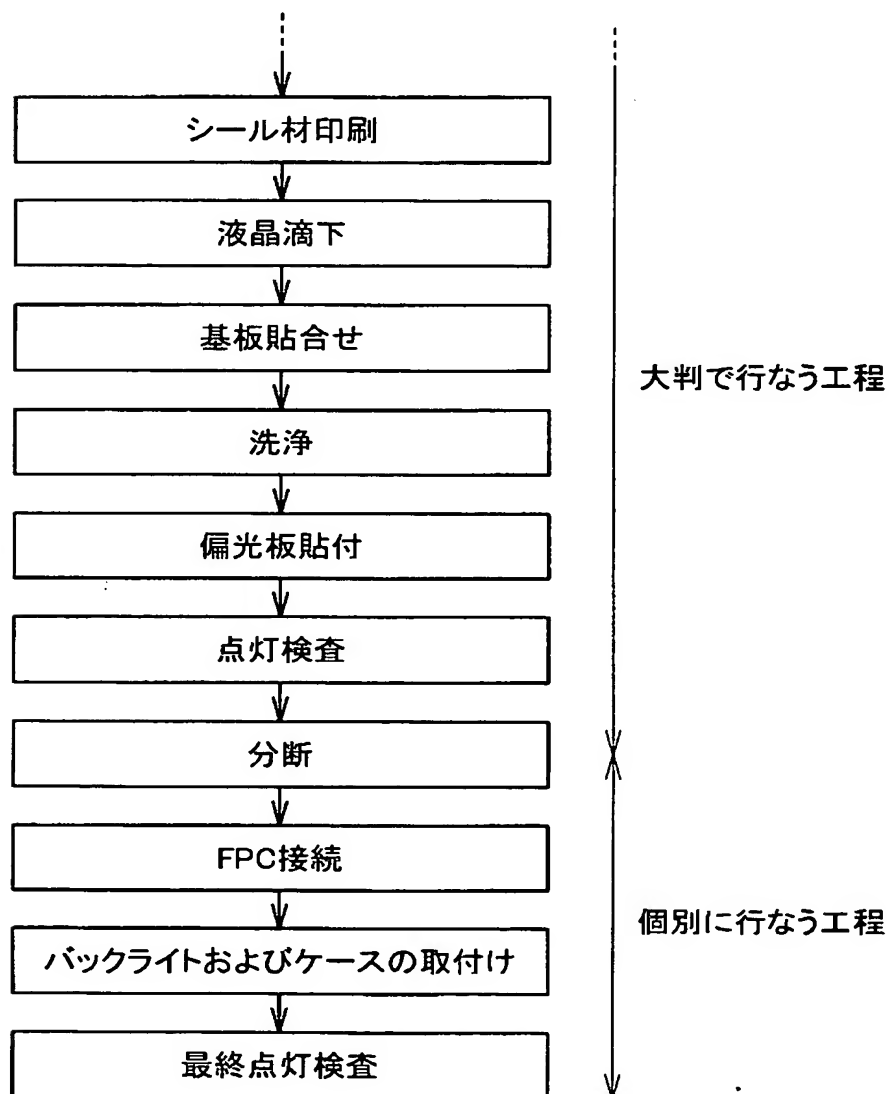 シール材印刷
液晶滴下
基板貼合せ
洗浄
偏光板貼付
点灯検査
分断
FPC接続
バックライトおよびケースの取付け
最終点灯検査
大判で行なう工程
個別に行なう工程